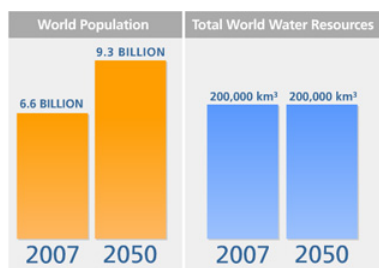 World Population
9.3 BILLION
6.6 BILLION
2007 2050
Total World Water Resources
200,000 km³ 200,000 km³
2007 2050